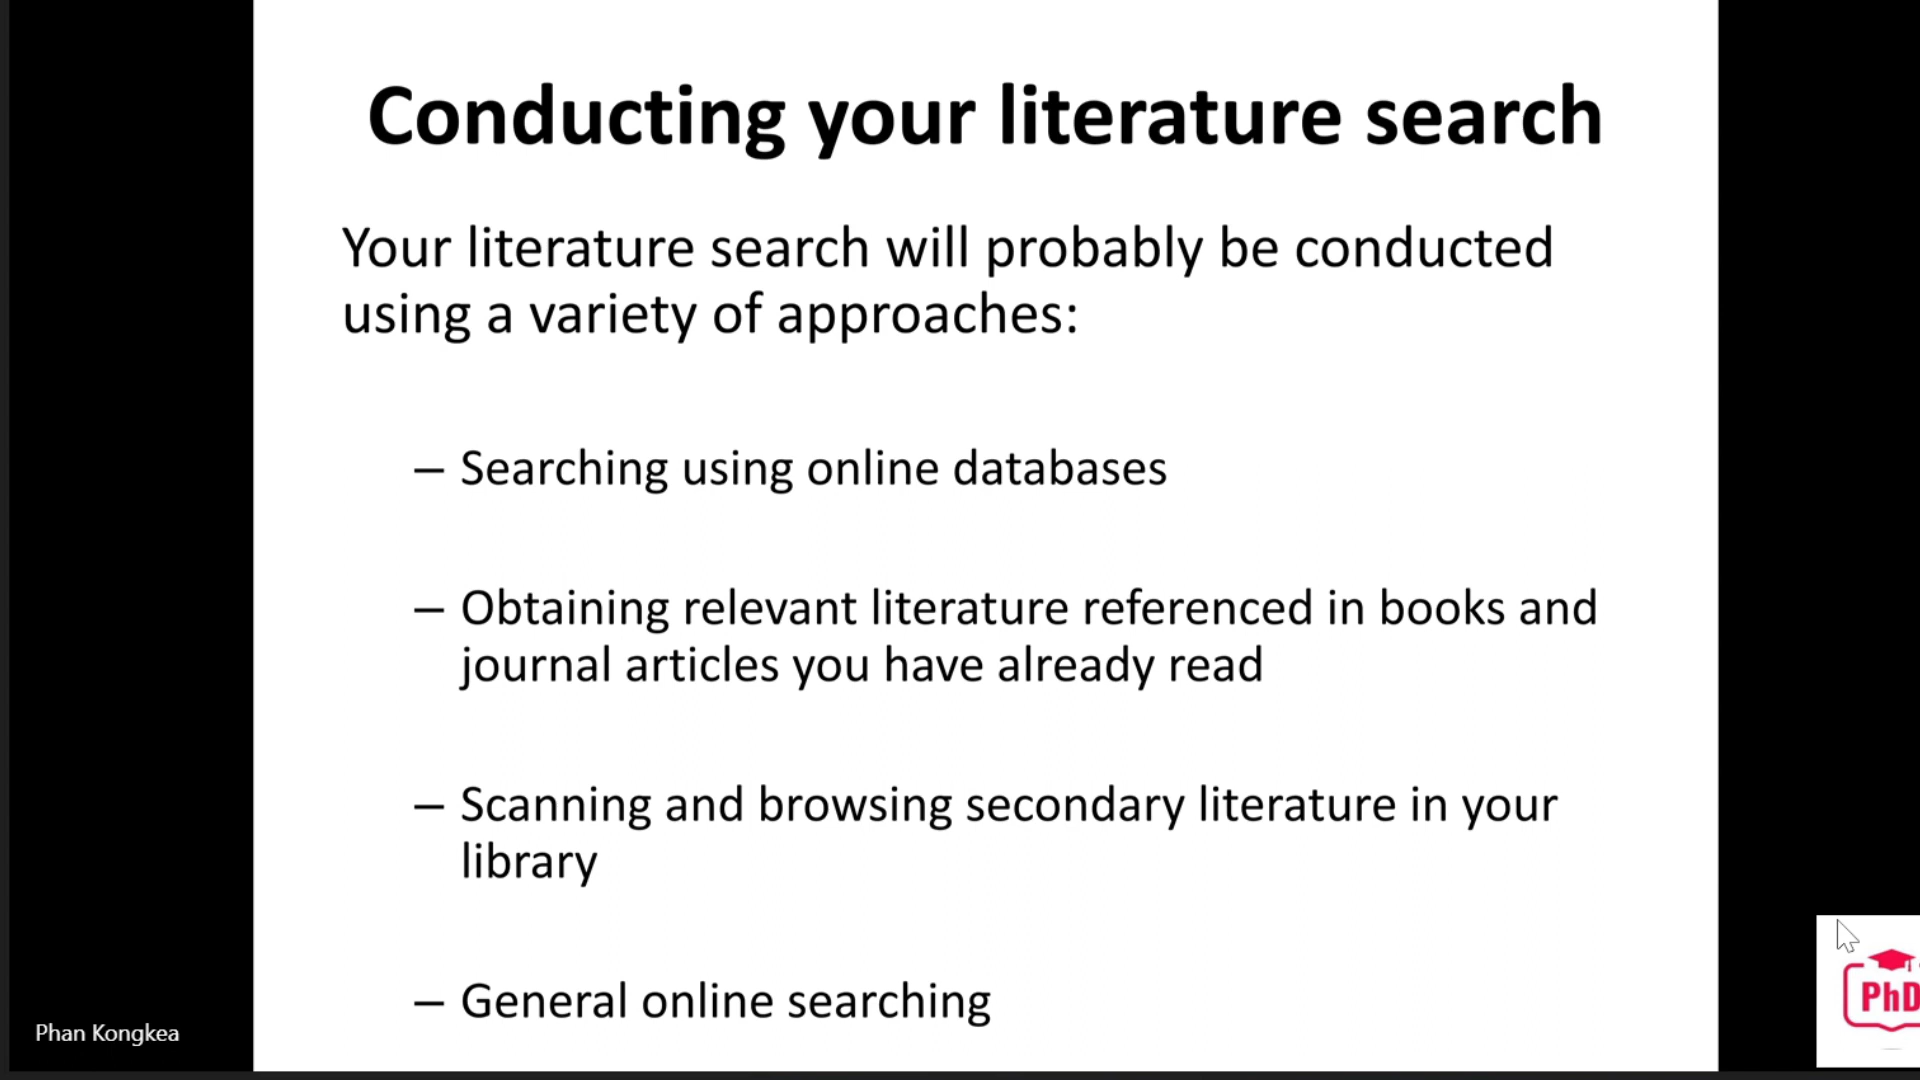 Conducting your literature search
Your literature search will probably be conducted
using a variety of approaches:
– Searching using online databases
– Obtaining relevant literature referenced in books and
journal articles you have already read
– Scanning and browsing secondary literature in your
library
– General online searching
Phan Kongkea
PhD